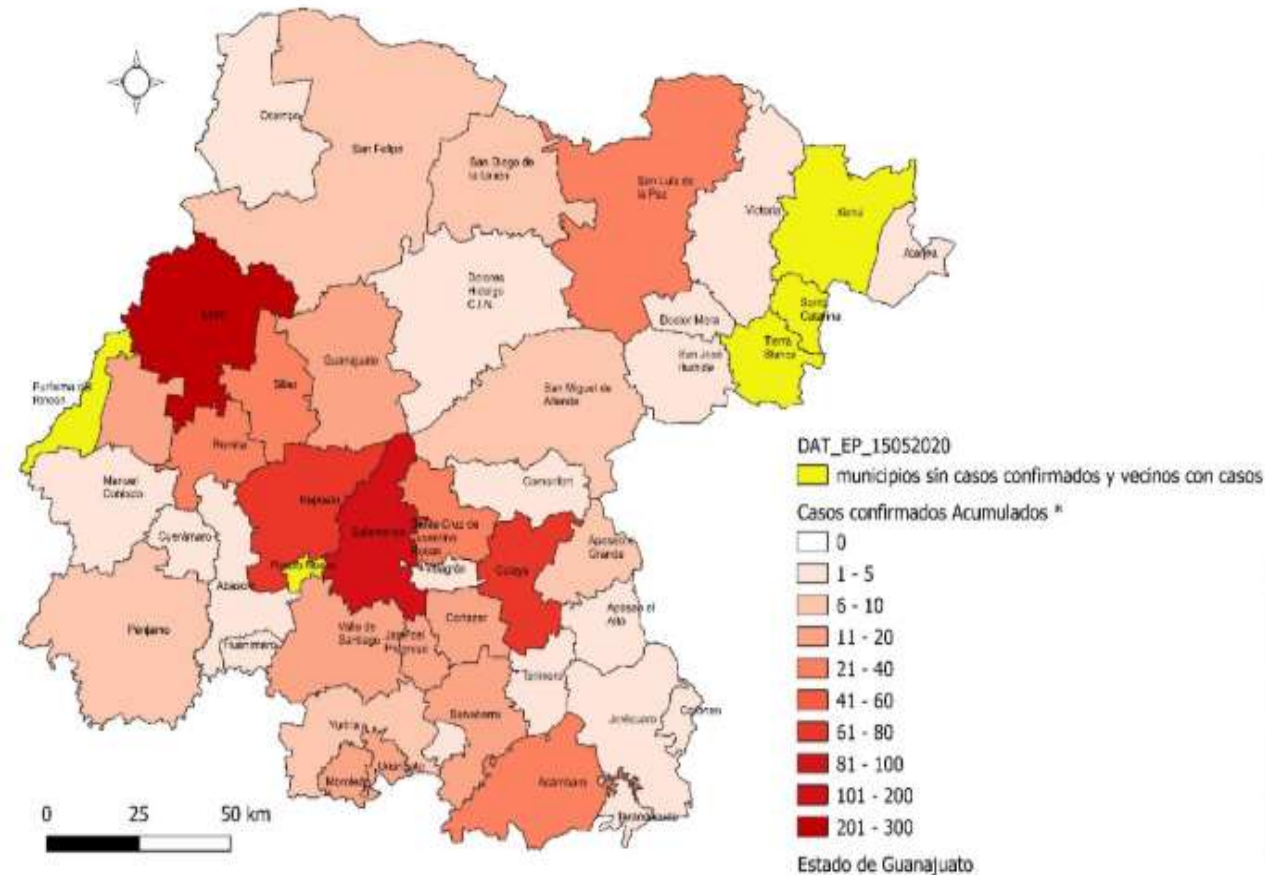 Ocampo
San Felipe
San Diego de
la Union
San Luis de
la Paz
Victoria
Xichú
Atarjea
Dolores
Hidalgo
C.I.N.
Doctor Mora
Santa
Catarina
San José
Iturbide
Tierra
Blanca
León
Guanajuato
Silao
San Miguel de
Allende
Purísima del
Rincon
Romita
Manuel
Doblado
Cuerámaro
Irapuato
Salamanca
Santa Cruz de
Juventino
Rosas
Comonfort
Pueblo Nuevo
Villagrán
Celaya
Apaseo el
Grande
Abasolo
Apaseo el
Alto
Pénjamo
Huanímaro
Valle de
Santiago
Jaral del
Progreso
Cortazar
Tarimoro
Jerécuaro
Coroneo
Yuriria
Salvatierra
Moroleón
Uriangato
Acámbaro
Tarandacuao
0 25 50 km
DAT_EP_15052020
municipios sin casos confirmados y vecinos con casos
Casos confirmados Acumulados *
0
1 - 5
6 - 10
11 - 20
21 - 40
41 - 60
61 - 80
81 - 100
101 - 200
201 - 300
Estado de Guanajuato